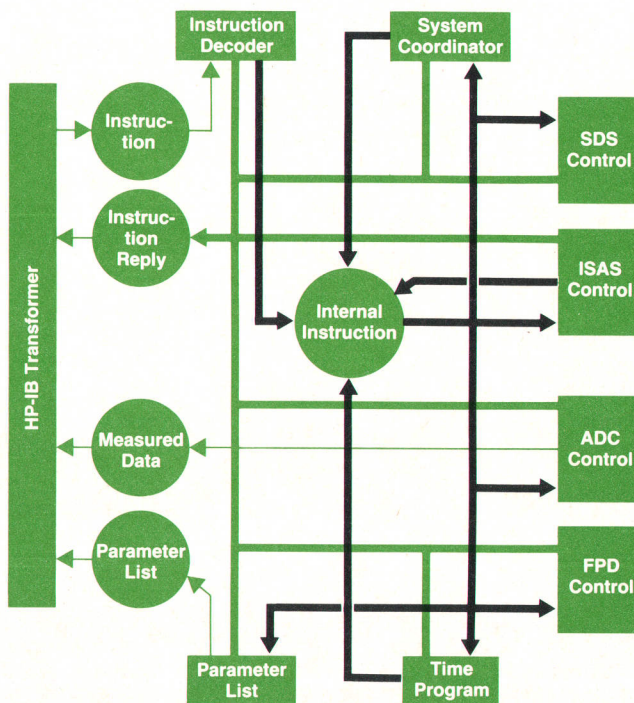 Instruction
Decoder
System
Coordinator
Instruc-
tion
SDS
Control
Instruc-
tion
Reply
ISAS
Control
Internal
Instruction
HP-IB Transformer
Measured
Data
ADC
Control
Parameter
List
FPD
Control
Parameter
List
Time
Program